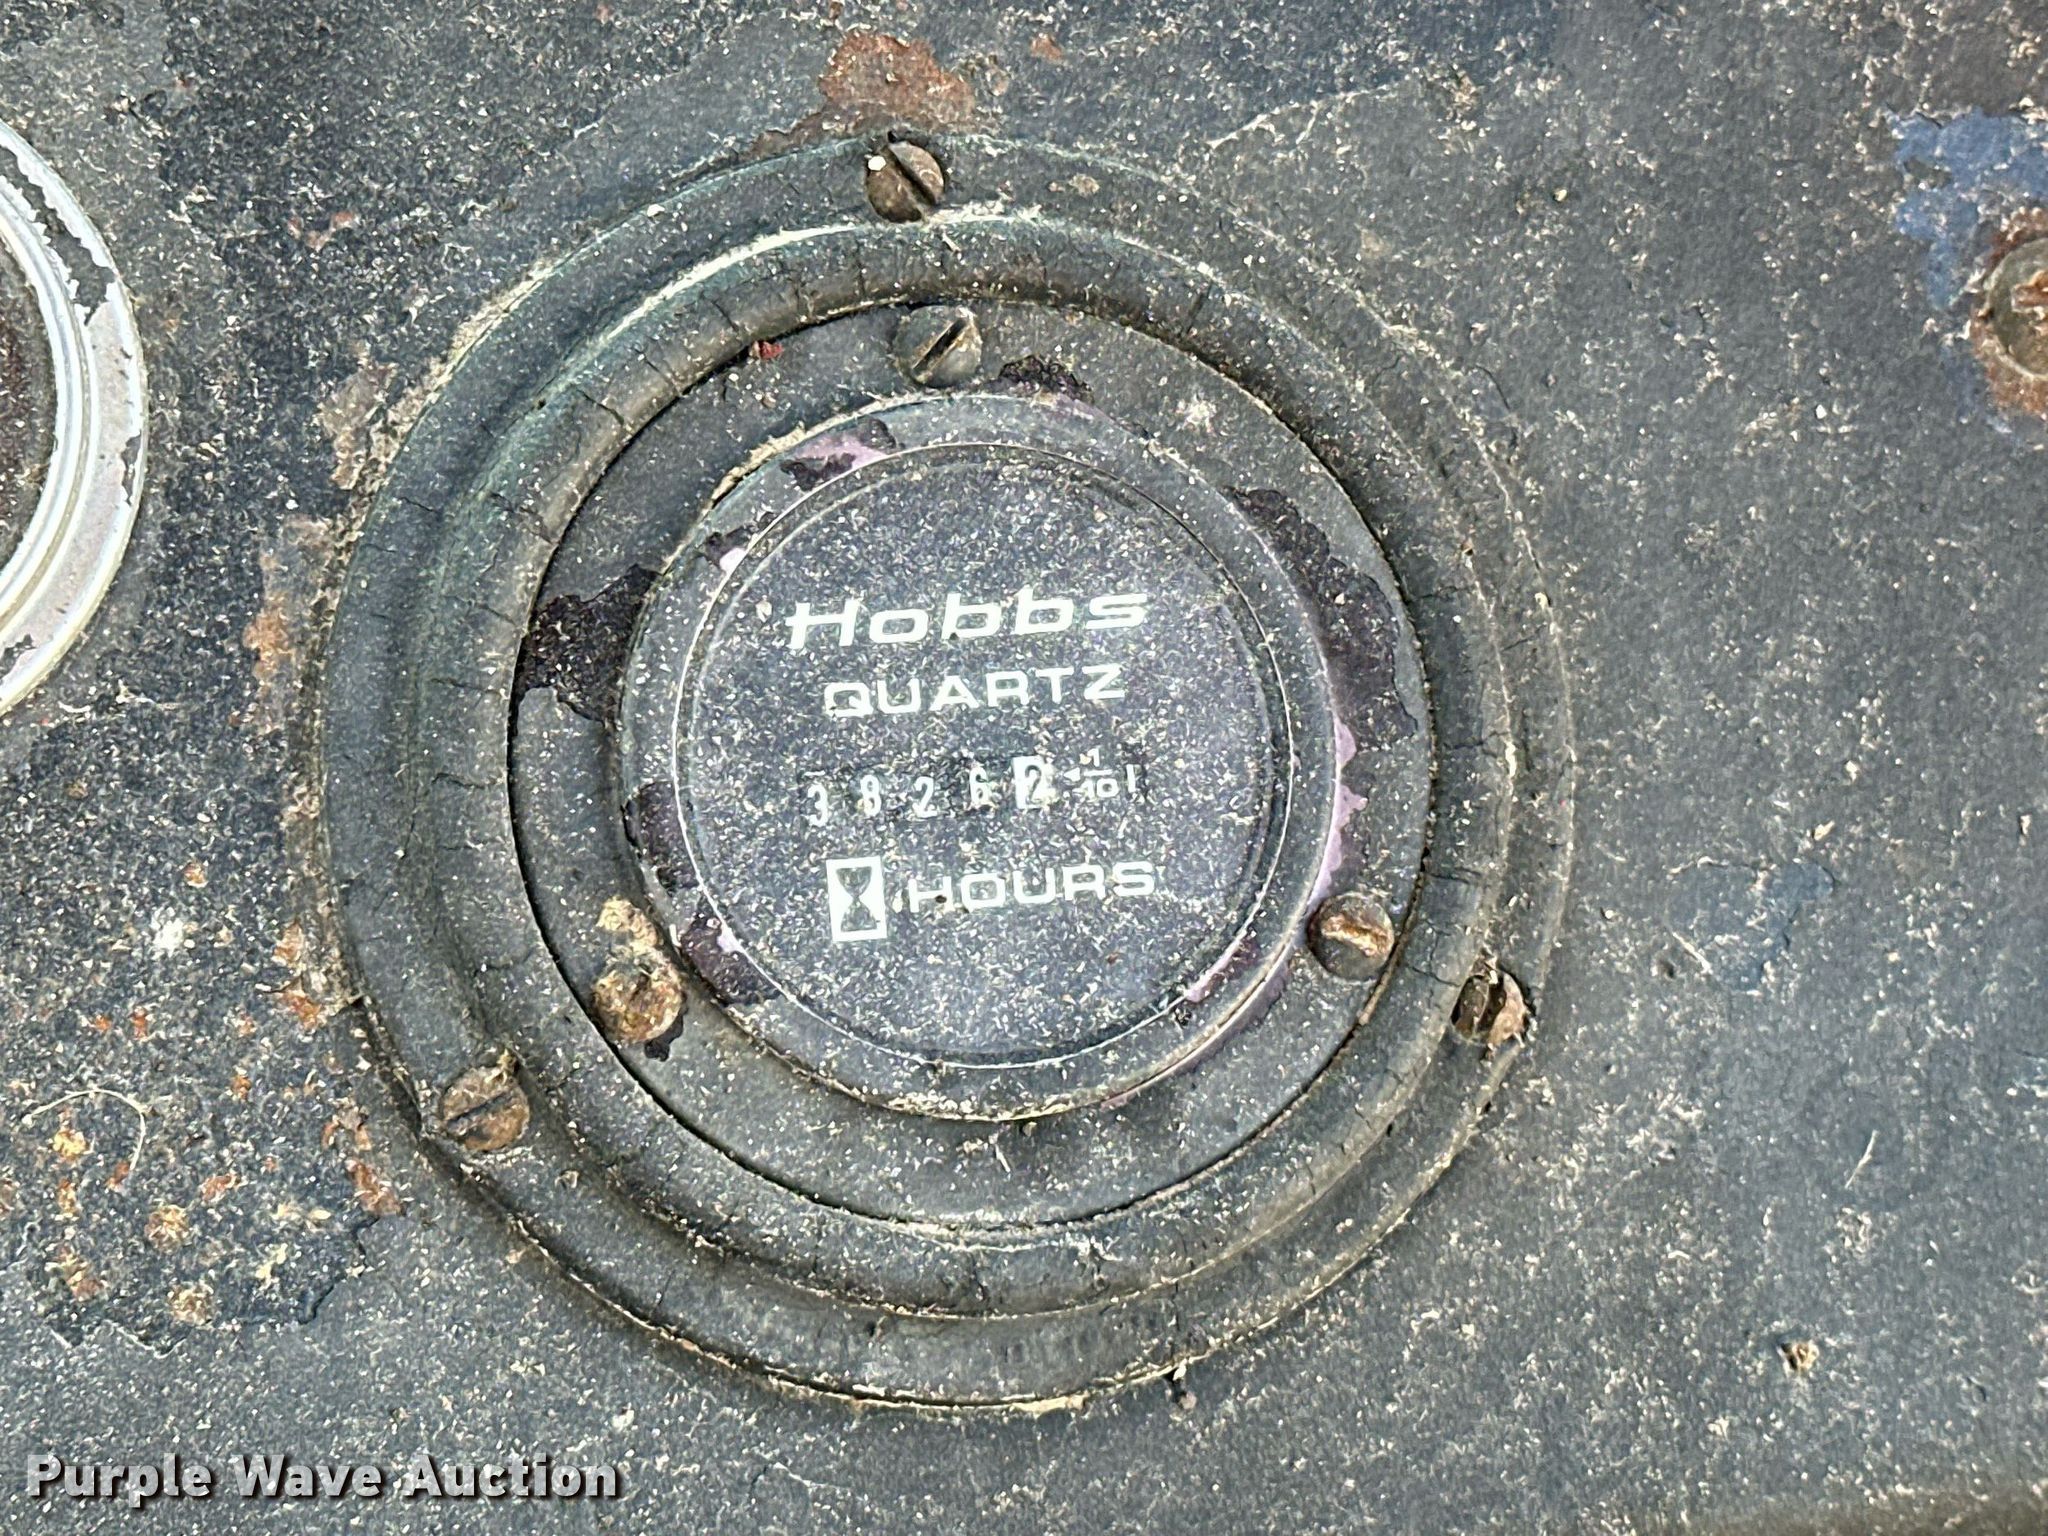 Hobbs
QUARTZ
3 8 2 6 2 1/10
HOURS
Purple Wave Auction